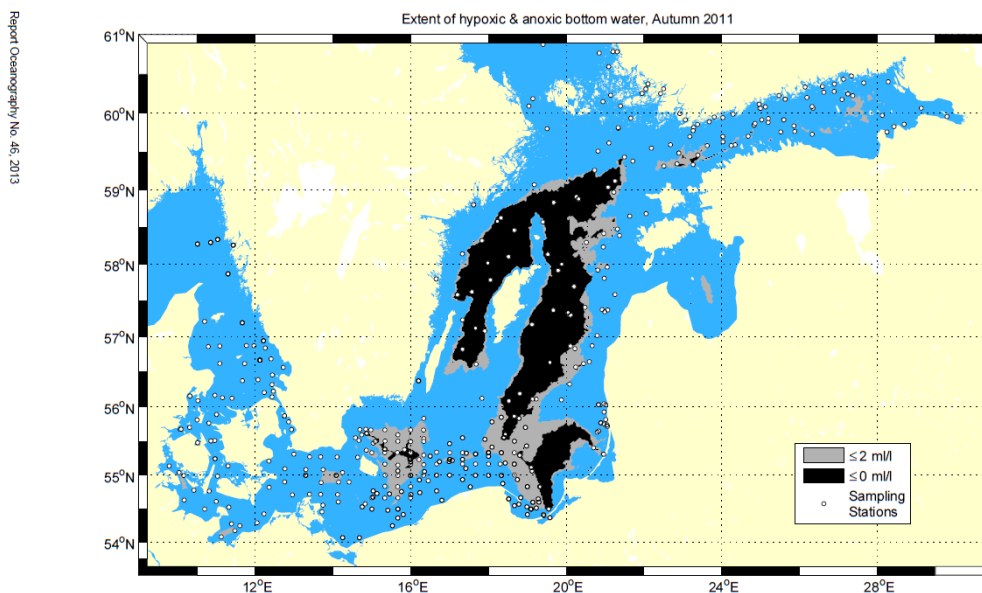 Report Oceanography No. 46, 2013
Extent of hypoxic & anoxic bottom water, Autumn 2011
61°N
60°N
59°N
58°N
57°N
56°N
55°N
54°N
≤2 ml/l
≤0 ml/l
Sampling
Stations
12°E
16°E
20°E
24°E
28°E